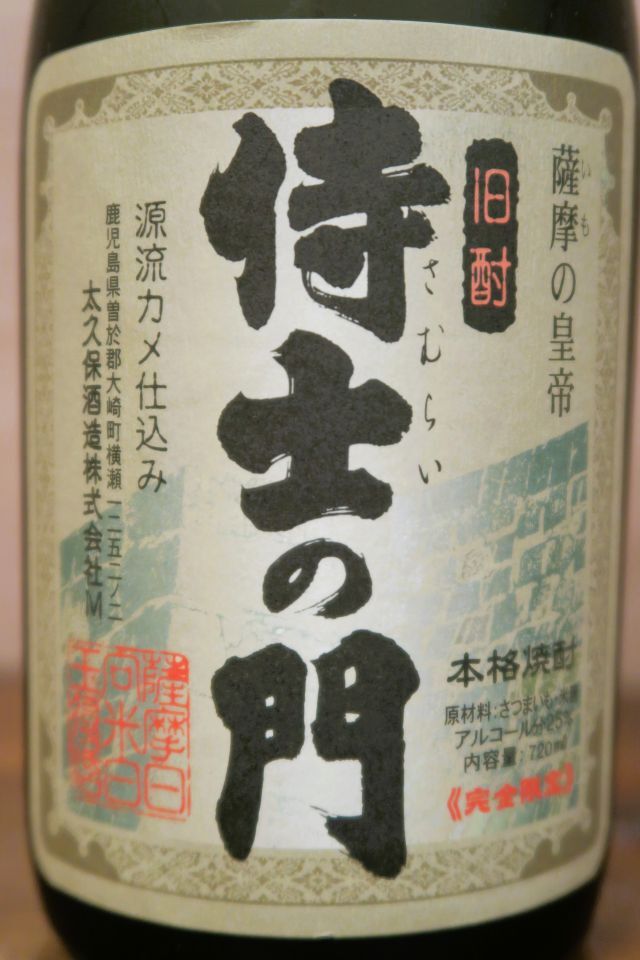 薩摩の皇帝
いも
旧酎
侍士の門
さむらい
源流カメ仕込み
鹿児島県曽於郡大崎町横瀬一二五二ノ二
太久保酒造株式会社M
本格焼酎
原材料:さつまいも・米麹
アルコール分25%
内容量:720ml
《完全限定》